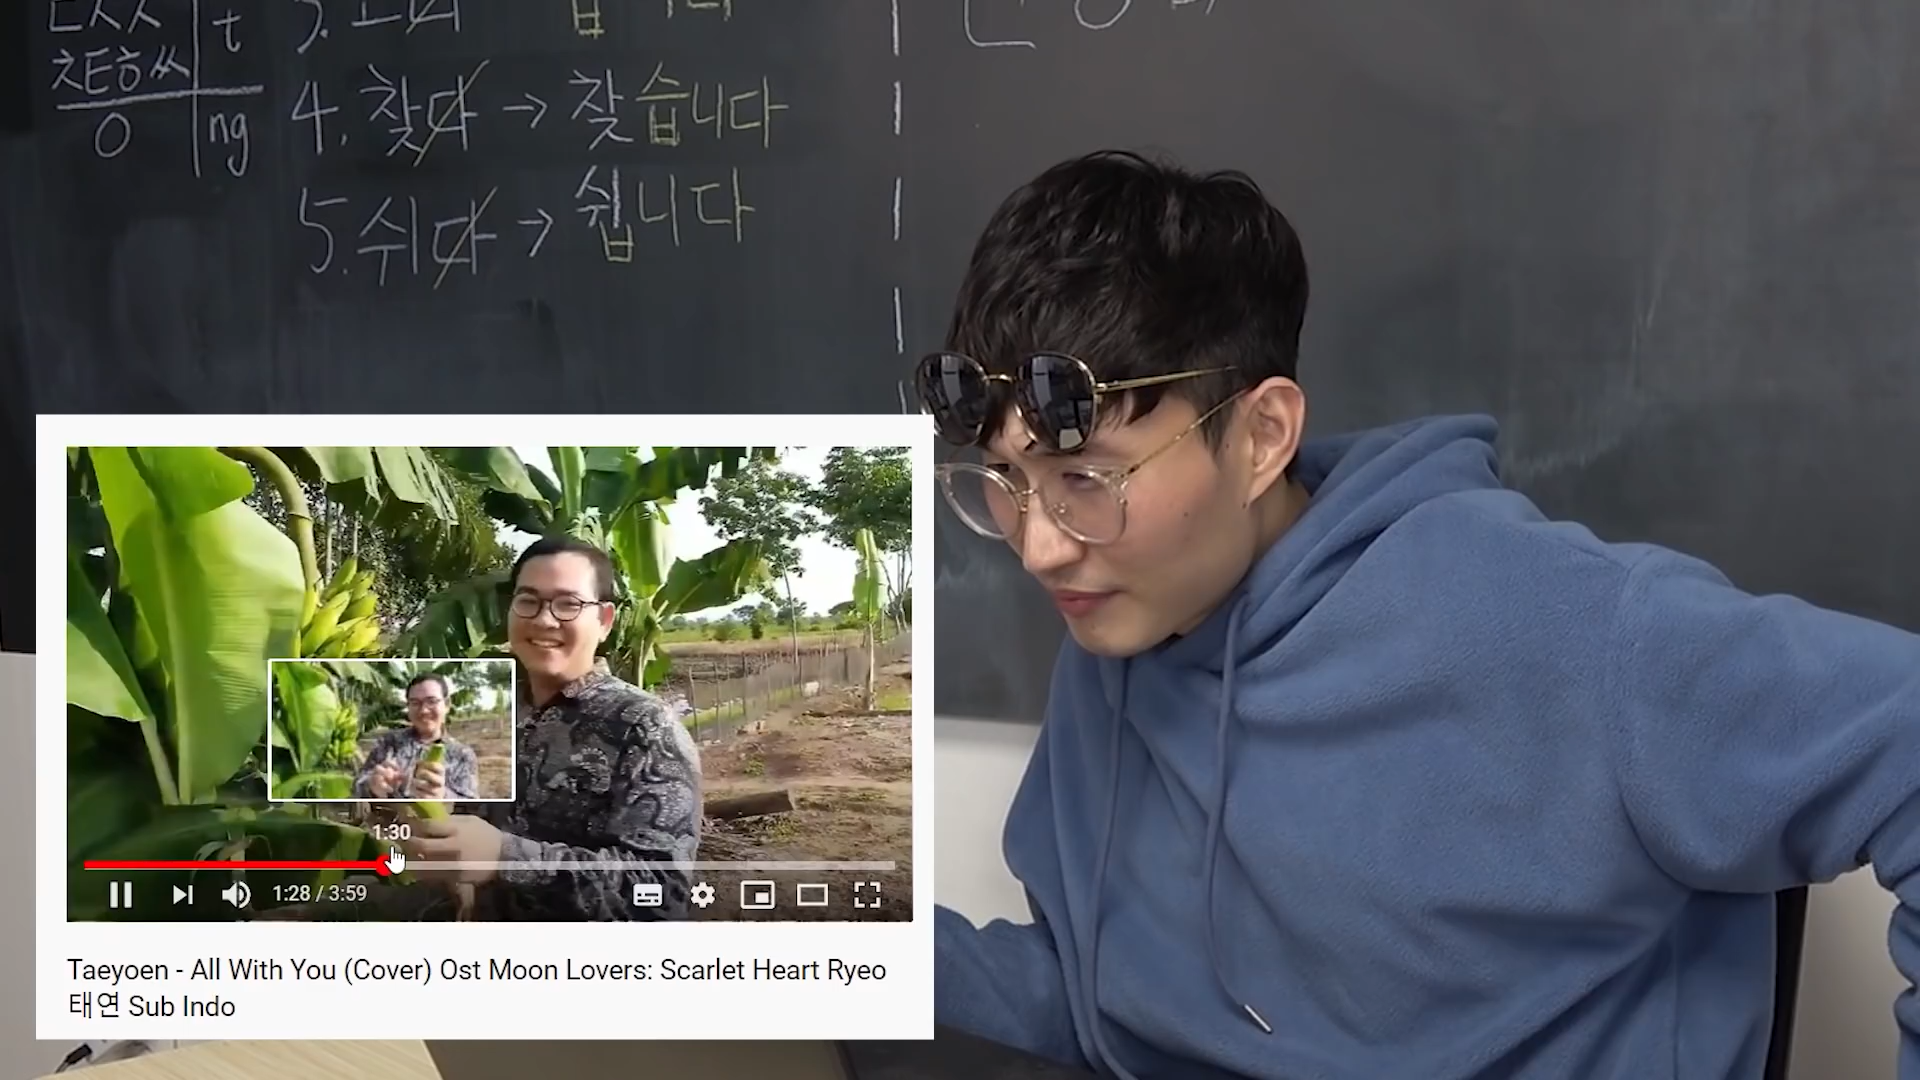 ㄷㅅㅈ t
ㅊㅌㅎㅆ
ㅇ ng
4. 찾다 → 찾습니다
5. 쉬다 → 쉽니다
1:30
1:28 / 3:59
Taeyoen - All With You (Cover) Ost Moon Lovers: Scarlet Heart Ryeo
태연 Sub Indo